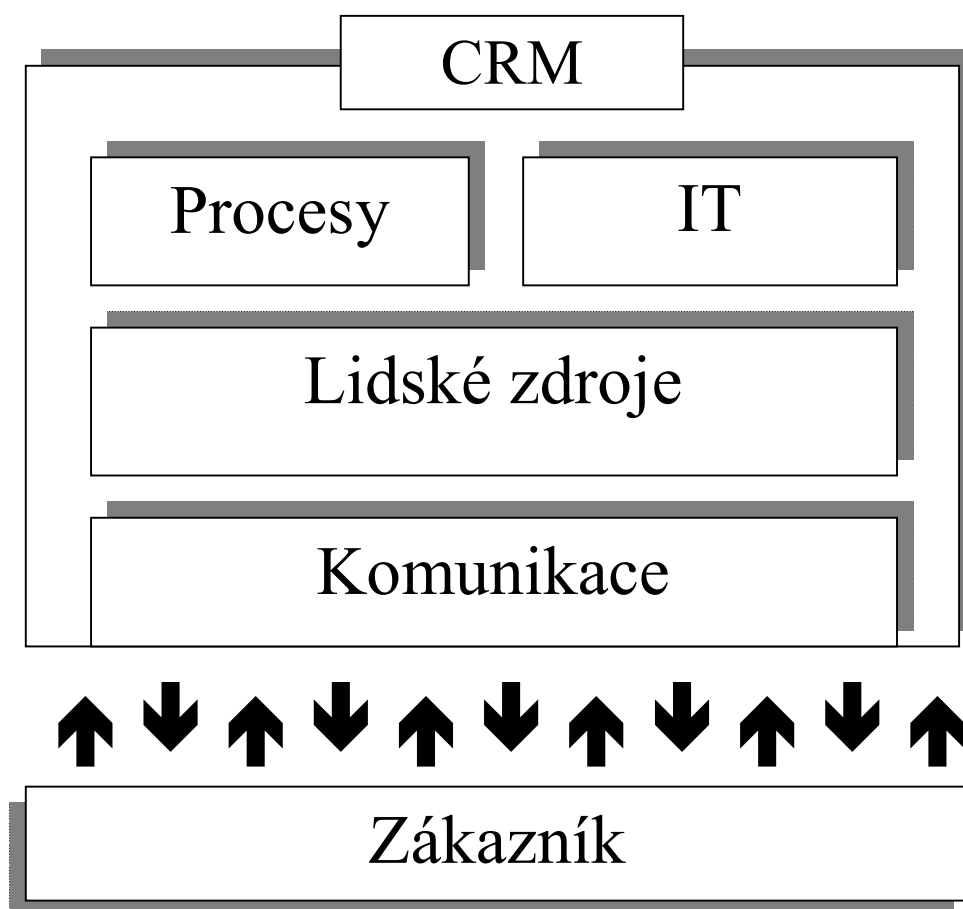 CRM
Procesy
IT
Lidské zdroje
Komunikace
Zákazník